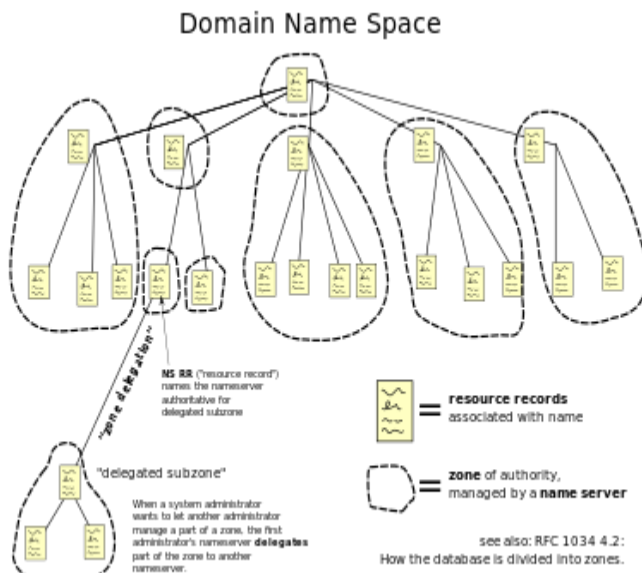 Domain Name Space
"zone delegation"
NS RR ("resource record")
names the nameserver
authoritative for
delegated subzone
resource records
associated with name
"delegated subzone"
When a system administrator
wants to let another administrator
manage a part of a zone, the first
administrator's nameserver delegates
part of the zone to another
nameserver.
zone of authority,
managed by a name server
see also: RFC 1034 4.2:
How the database is divided into zones.